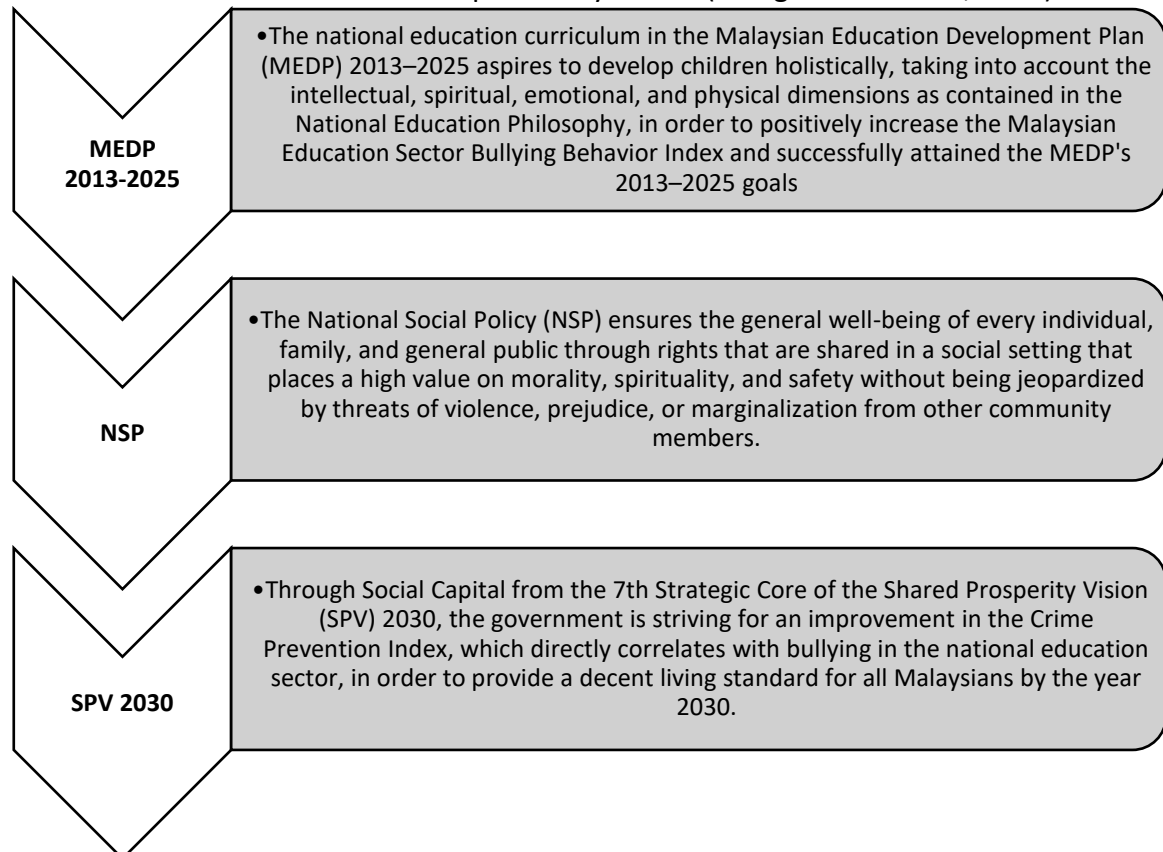 •The national education curriculum in the Malaysian Education Development Plan
(MEDP) 2013–2025 aspires to develop children holistically, taking into account the
intellectual, spiritual, emotional, and physical dimensions as contained in the
National Education Philosophy, in order to positively increase the Malaysian
Education Sector Bullying Behavior Index and successfully attained the MEDP's
2013–2025 goals
MEDP
2013-2025
•The National Social Policy (NSP) ensures the general well-being of every individual,
family, and general public through rights that are shared in a social setting that
places a high value on morality, spirituality, and safety without being jeopardized
by threats of violence, prejudice, or marginalization from other community
members.
NSP
•Through Social Capital from the 7th Strategic Core of the Shared Prosperity Vision
(SPV) 2030, the government is striving for an improvement in the Crime
Prevention Index, which directly correlates with bullying in the national education
sector, in order to provide a decent living standard for all Malaysians by the year
2030.
SPV 2030